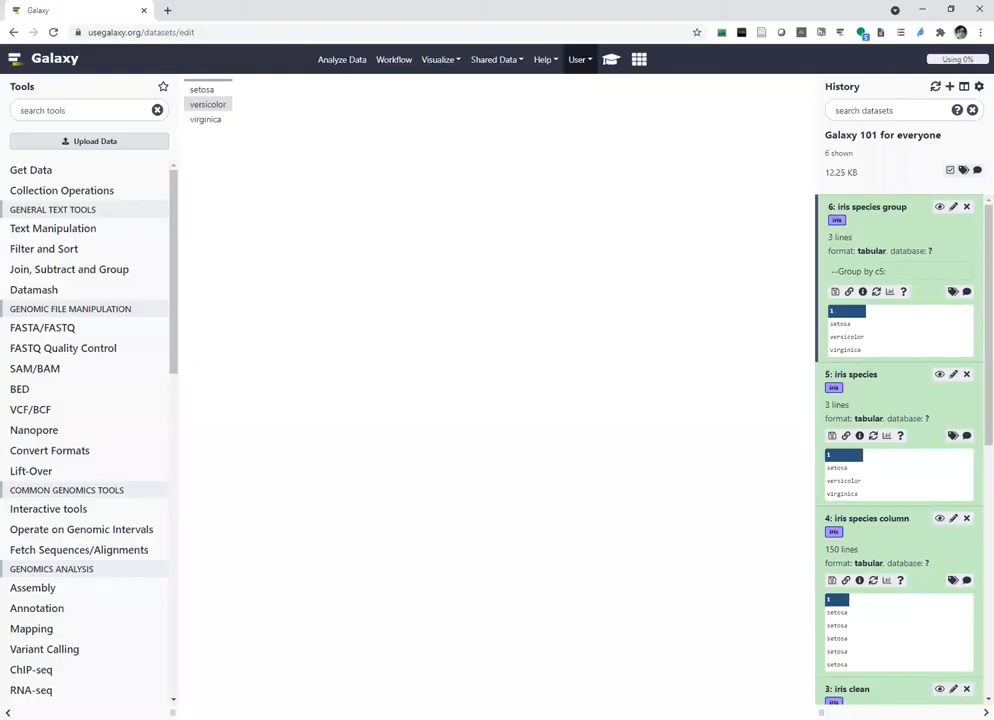 Galaxy
usegalaxy.org/datasets/edit
Galaxy
Analyze Data Workflow Visualize Shared Data Help User
Using 0%
Tools
search tools
Upload Data
Get Data
Collection Operations
GENERAL TEXT TOOLS
Text Manipulation
Filter and Sort
Join, Subtract and Group
Datamash
GENOMIC FILE MANIPULATION
FASTA/FASTQ
FASTQ Quality Control
SAM/BAM
BED
VCF/BCF
Nanopore
Convert Formats
Lift-Over
COMMON GENOMICS TOOLS
Interactive tools
Operate on Genomic Intervals
Fetch Sequences/Alignments
GENOMICS ANALYSIS
Assembly
Annotation
Mapping
Variant Calling
ChIP-seq
RNA-seq
setosa
versicolor
virginica
History
search datasets
Galaxy 101 for everyone
6 shown
12.25 KB
6: iris species group
iris
3 lines
format: tabular, database: ?
--Group by c5:
1
setosa
versicolor
virginica
5: iris species
iris
3 lines
format: tabular, database: ?
1
setosa
versicolor
virginica
4: iris species column
iris
150 lines
format: tabular, database: ?
1
setosa
setosa
setosa
setosa
setosa
3: iris clean
iris